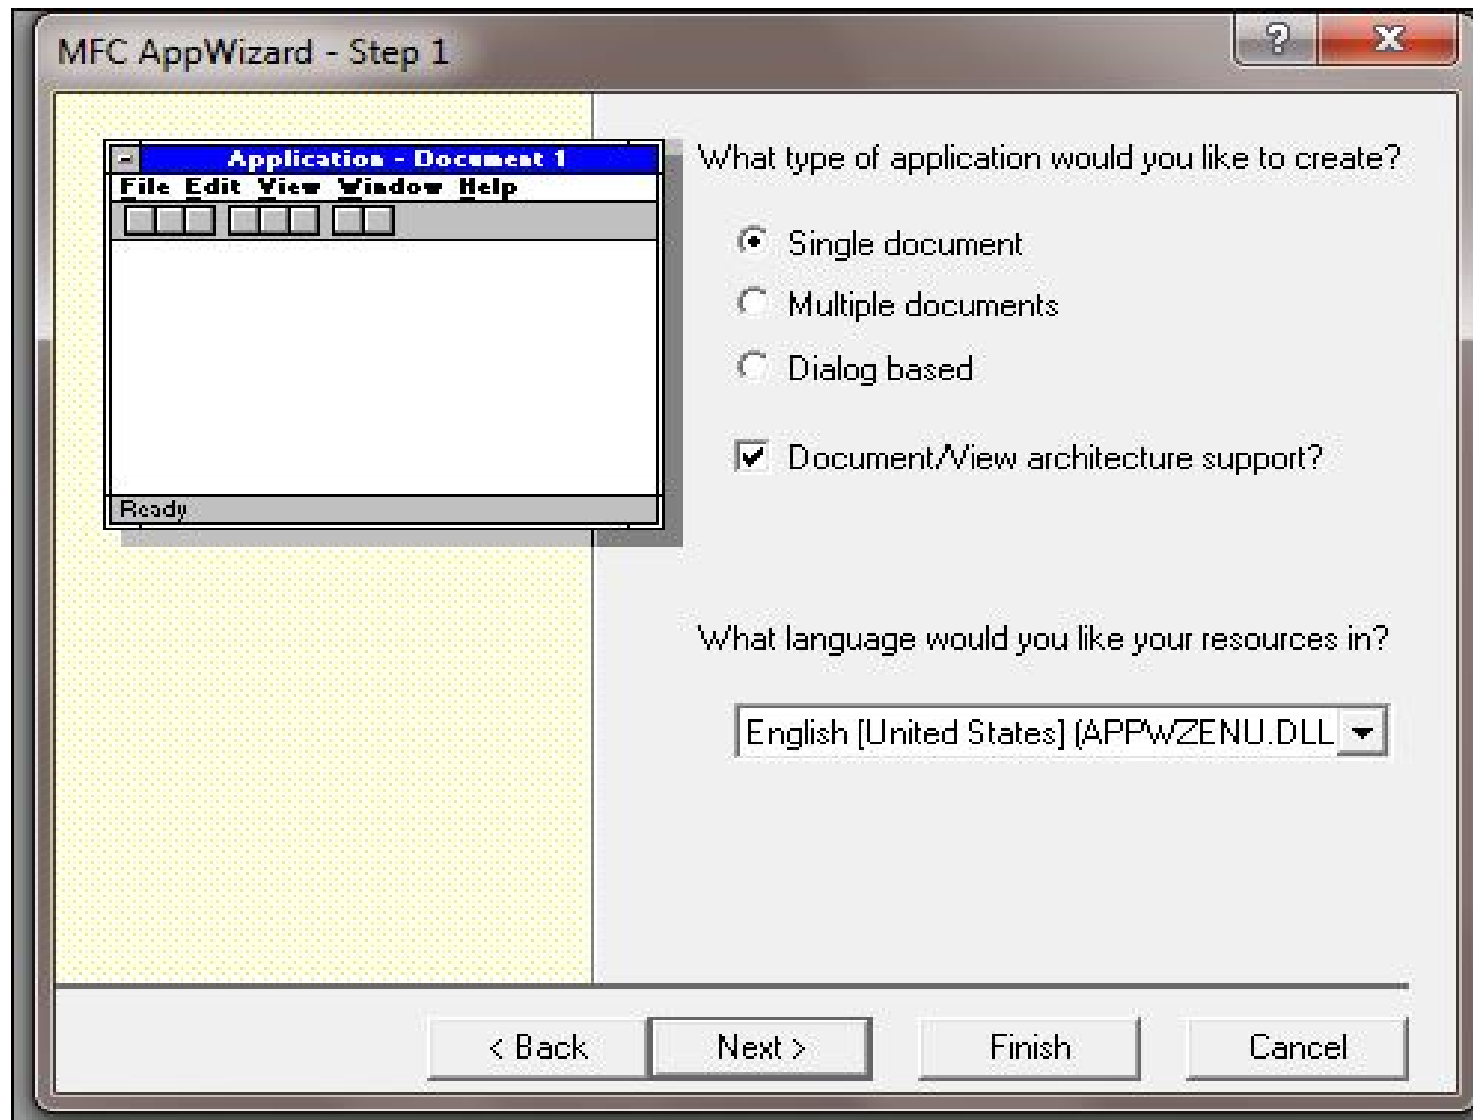 MFC AppWizard - Step 1
?
X
Application - Document 1
File Edit View Window Help
Ready
What type of application would you like to create?
Single document
Multiple documents
Dialog based
Document/View architecture support?
What language would you like your resources in?
English [United States] (APPWZENU.DLL
< Back
Next >
Finish
Cancel